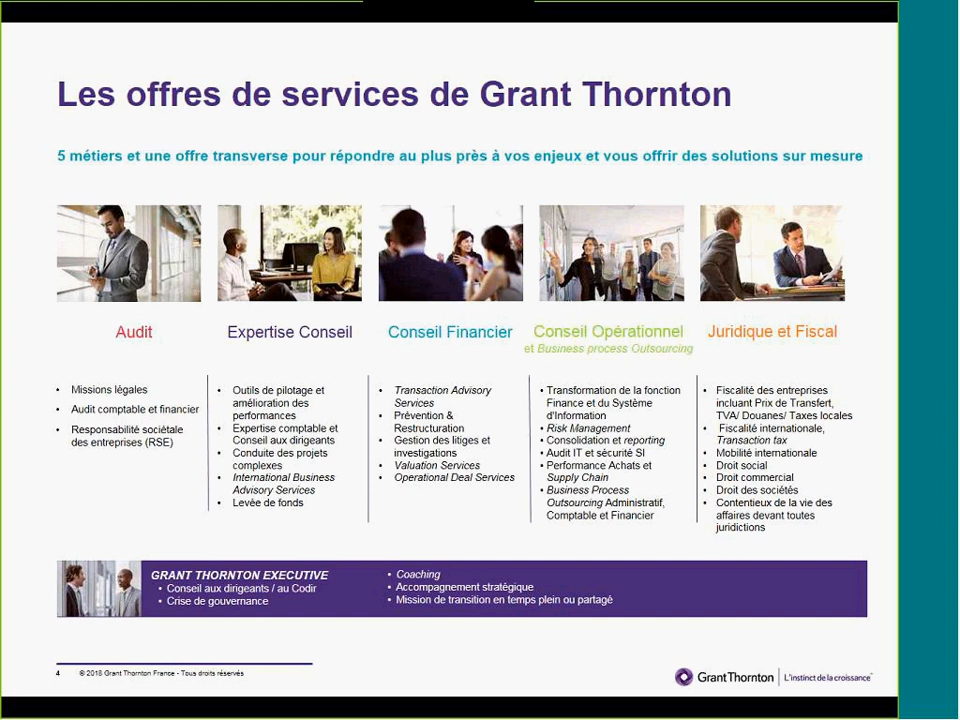 Les offres de services de Grant Thornton
5 métiers et une offre transverse pour répondre au plus près à vos enjeux et vous offrir des solutions sur mesure
Audit
• Missions légales
• Audit comptable et financier
• Responsabilité sociétale
des entreprises (RSE)
Expertise Conseil
• Outils de pilotage et
amélioration des
performances
• Expertise comptable et
Conseil aux dirigeants
• Conduite des projets
complexes
• International Business
Advisory Services
• Levée de fonds
Conseil Financier
• Transaction Advisory
Services
• Prévention &
Restructuration
• Gestion des litiges et
investigations
• Valuation Services
• Operational Deal Services
Conseil Opérationnel
et Business process Outsourcing
• Transformation de la fonction
Finance et du Système
d'Information
• Risk Management
• Consolidation et reporting
• Audit IT et sécurité SI
• Performance Achats et
Supply Chain
• Business Process
Outsourcing Administratif,
Comptable et Financier
Juridique et Fiscal
• Fiscalité des entreprises
incluant Prix de Transfert,
TVA/ Douanes/ Taxes locales
• Fiscalité internationale,
Transaction tax
• Mobilité internationale
• Droit social
• Droit commercial
• Droit des sociétés
• Contentieux de la vie des
affaires devant toutes
juridictions
GRANT THORNTON EXECUTIVE
• Conseil aux dirigeants / au Codir
• Crise de gouvernance
• Coaching
• Accompagnement stratégique
• Mission de transition en temps plein ou partagé
4 © 2018 Grant Thornton France - Tous droits réservés
Grant Thornton L'instinct de la croissance